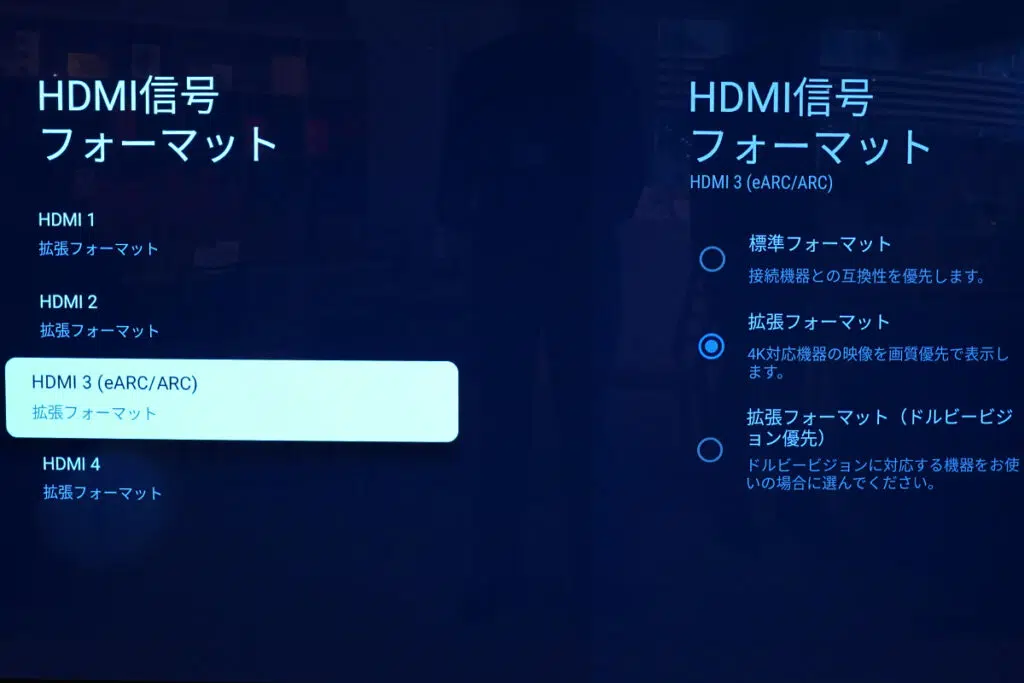 HDMI信号
フォーマット
HDMI 1
拡張フォーマット
HDMI 2
拡張フォーマット
HDMI 3 (eARC/ARC)
拡張フォーマット
HDMI 4
拡張フォーマット
HDMI信号
フォーマット
HDMI 3 (eARC/ARC)
標準フォーマット
接続機器との互換性を優先します。
拡張フォーマット
4K対応機器の映像を画質優先で表示し
ます。
拡張フォーマット（ドルビービジ
ョン優先）
ドルビービジョンに対応する機器をお使
いの場合に選んでください。